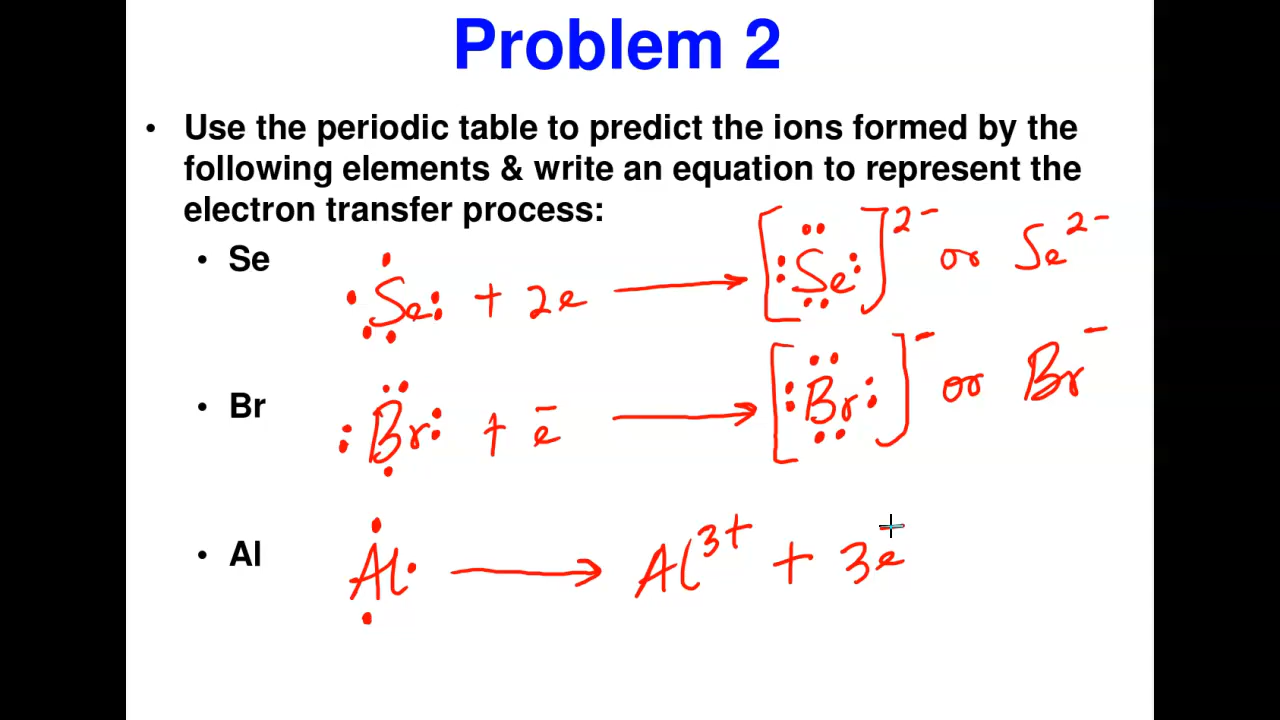 Problem 2
• Use the periodic table to predict the ions formed by the
following elements & write an equation to represent the
electron transfer process:
• Se Se + 2e ⟶ [Se]²⁻ or Se²⁻
• Br Br + e⁻ ⟶ [Br]⁻ or Br⁻
• Al Al ⟶ Al³⁺ + 3e⁻